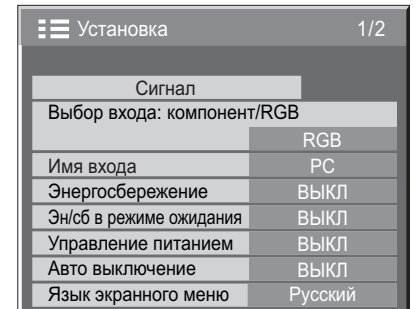 Установка 1/2
Сигнал
Выбор входа: компонент/RGB
RGB
Имя входа PC
Энергосбережение ВЫКЛ
Эн/сб в режиме ожидания ВЫКЛ
Управление питанием ВЫКЛ
Авто выключение ВЫКЛ
Язык экранного меню Русский